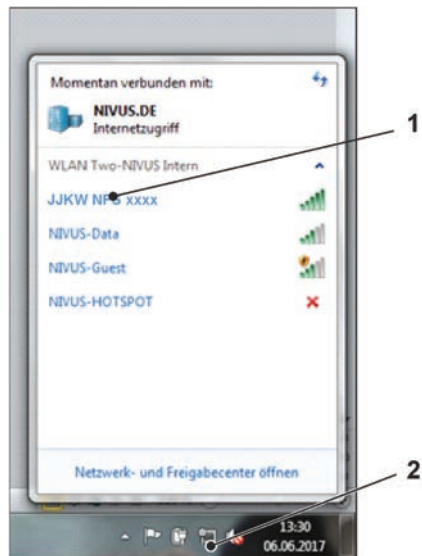 Momentan verbunden mit:
NIVUS.DE
Internetzugriff
WLAN Two-NIVUS Intern
JJKW NFS xxxx
NIVUS-Data
NIVUS-Guest
NIVUS-HOTSPOT
Netzwerk- und Freigabecenter öffnen
13:30
06.06.2017
1
2